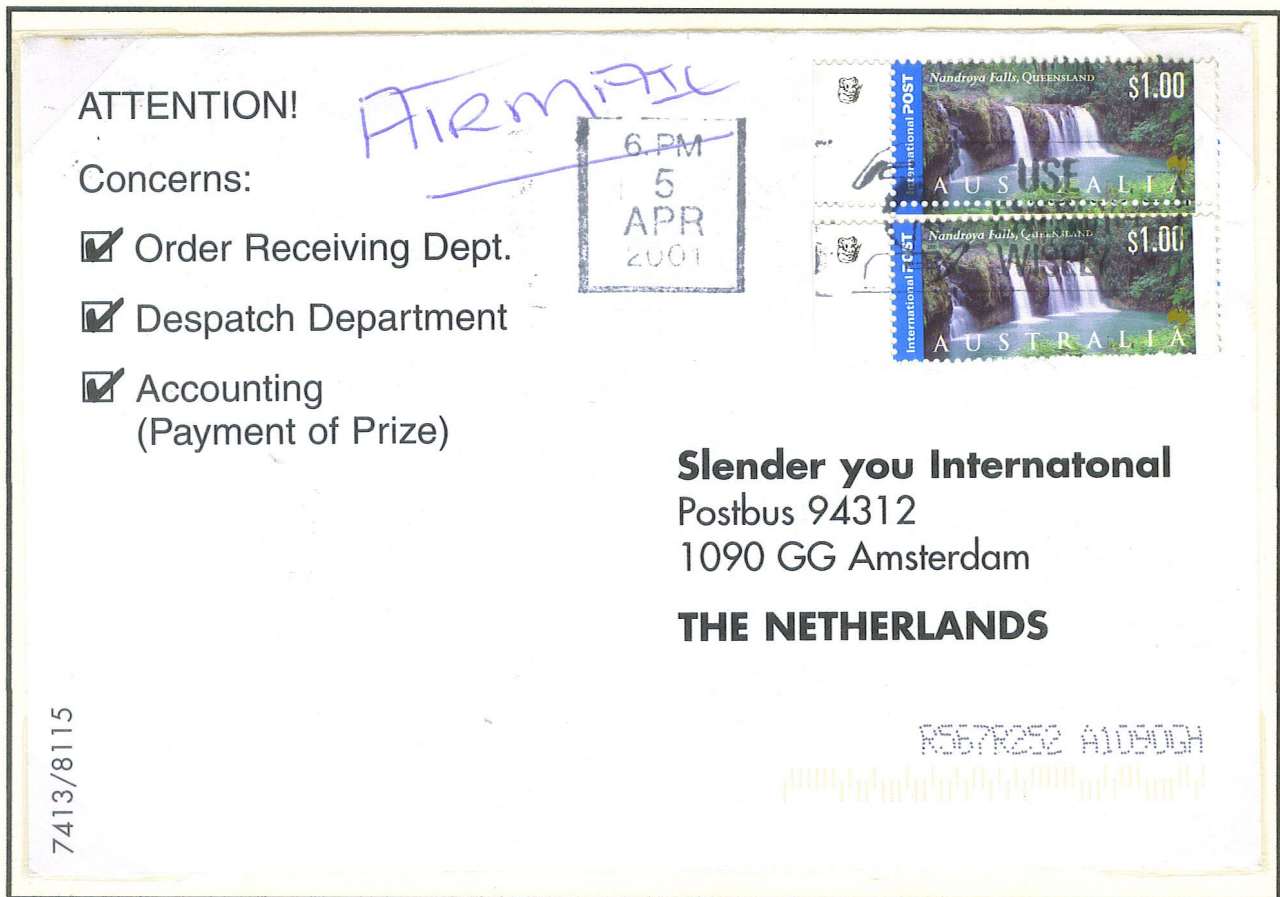 ATTENTION!
AIRMAIL
Concerns:
Order Receiving Dept.
Despatch Department
Accounting
(Payment of Prize)
6.PM
5
APR
2001
Nandroya Falls, QUEENSLAND
$1.00
International POST
AUSTRALIA
USE
Nandroya Falls, QUEENSLAND
$1.00
International POST
AUSTRALIA
Slender you Internatonal
Postbus 94312
1090 GG Amsterdam
THE NETHERLANDS
R567R252 A1090GH
7413/8115